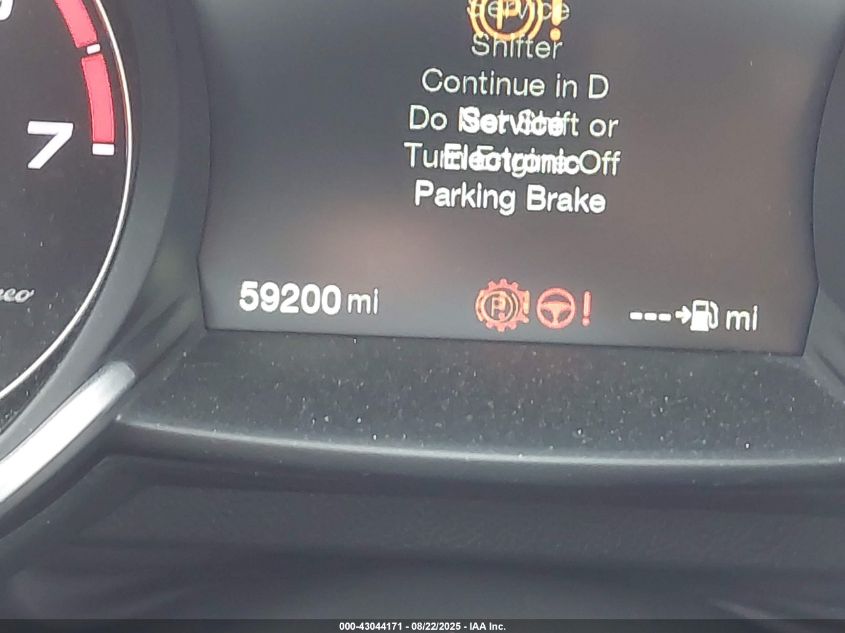 Service
Shifter
Continue in D
Do Not Shift or
Service
Turn Engine Off
Electronic
Parking Brake
7
59200 mi
P
! !
--- mi
000-43044171 - 08/22/2025 - IAA Inc.